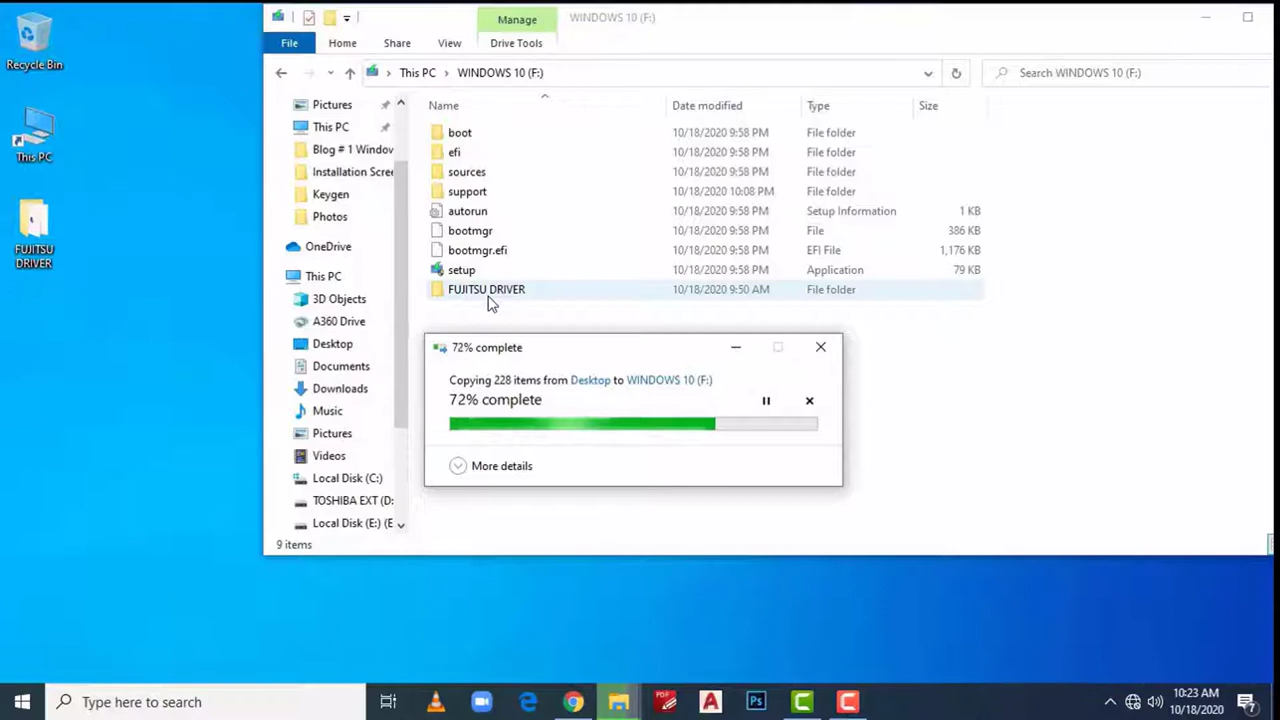 Recycle Bin
This PC
FUJITSU
DRIVER
Manage
WINDOWS 10 (F:)
File
Home
Share
View
Drive Tools
This PC
WINDOWS 10 (F:)
Search WINDOWS 10 (F:)
Pictures
This PC
Blog # 1 Window
Installation Scree
Keygen
Photos
OneDrive
This PC
3D Objects
A360 Drive
Desktop
Documents
Downloads
Music
Pictures
Videos
Local Disk (C:)
TOSHIBA EXT (D:
Local Disk (E:) (E
Name Date modified Type Size
boot 10/18/2020 9:58 PM File folder
efi 10/18/2020 9:58 PM File folder
sources 10/18/2020 9:58 PM File folder
support 10/18/2020 10:08 PM File folder
autorun 10/18/2020 9:58 PM Setup Information 1 KB
bootmgr 10/18/2020 9:58 PM File 386 KB
bootmgr.efi 10/18/2020 9:58 PM EFI File 1,176 KB
setup 10/18/2020 9:58 PM Application 79 KB
FUJITSU DRIVER 10/18/2020 9:50 AM File folder
72% complete
Copying 228 items from Desktop to WINDOWS 10 (F:)
72% complete
More details
9 items
Type here to search
PDF
A
Ps
C
C
10:23 AM
10/18/2020
7